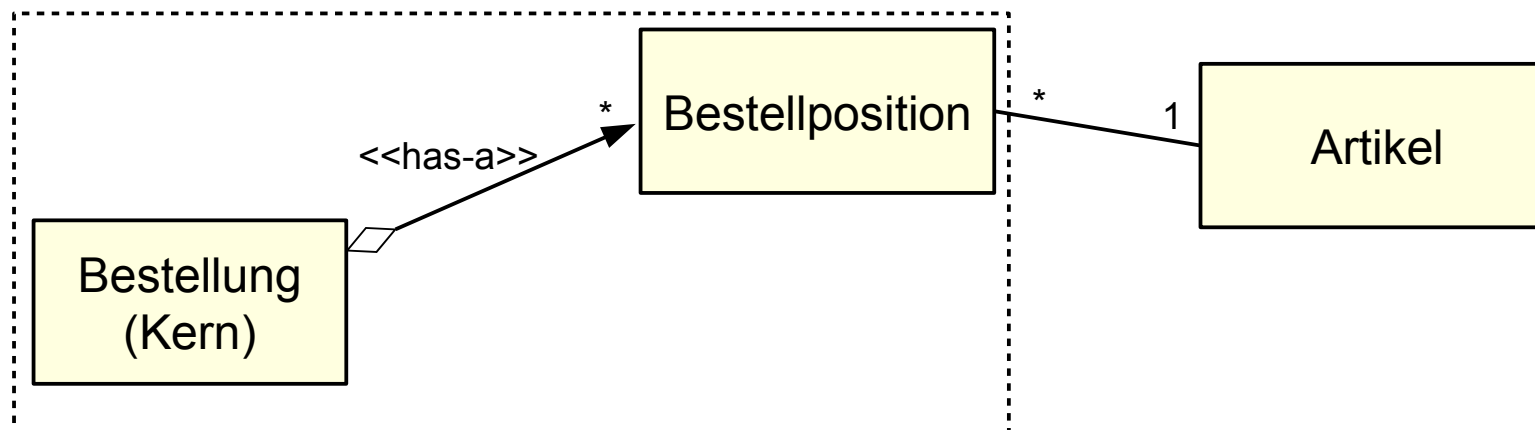 Bestellposition
*
*
1
Artikel
<<has-a>>
Bestellung
(Kern)